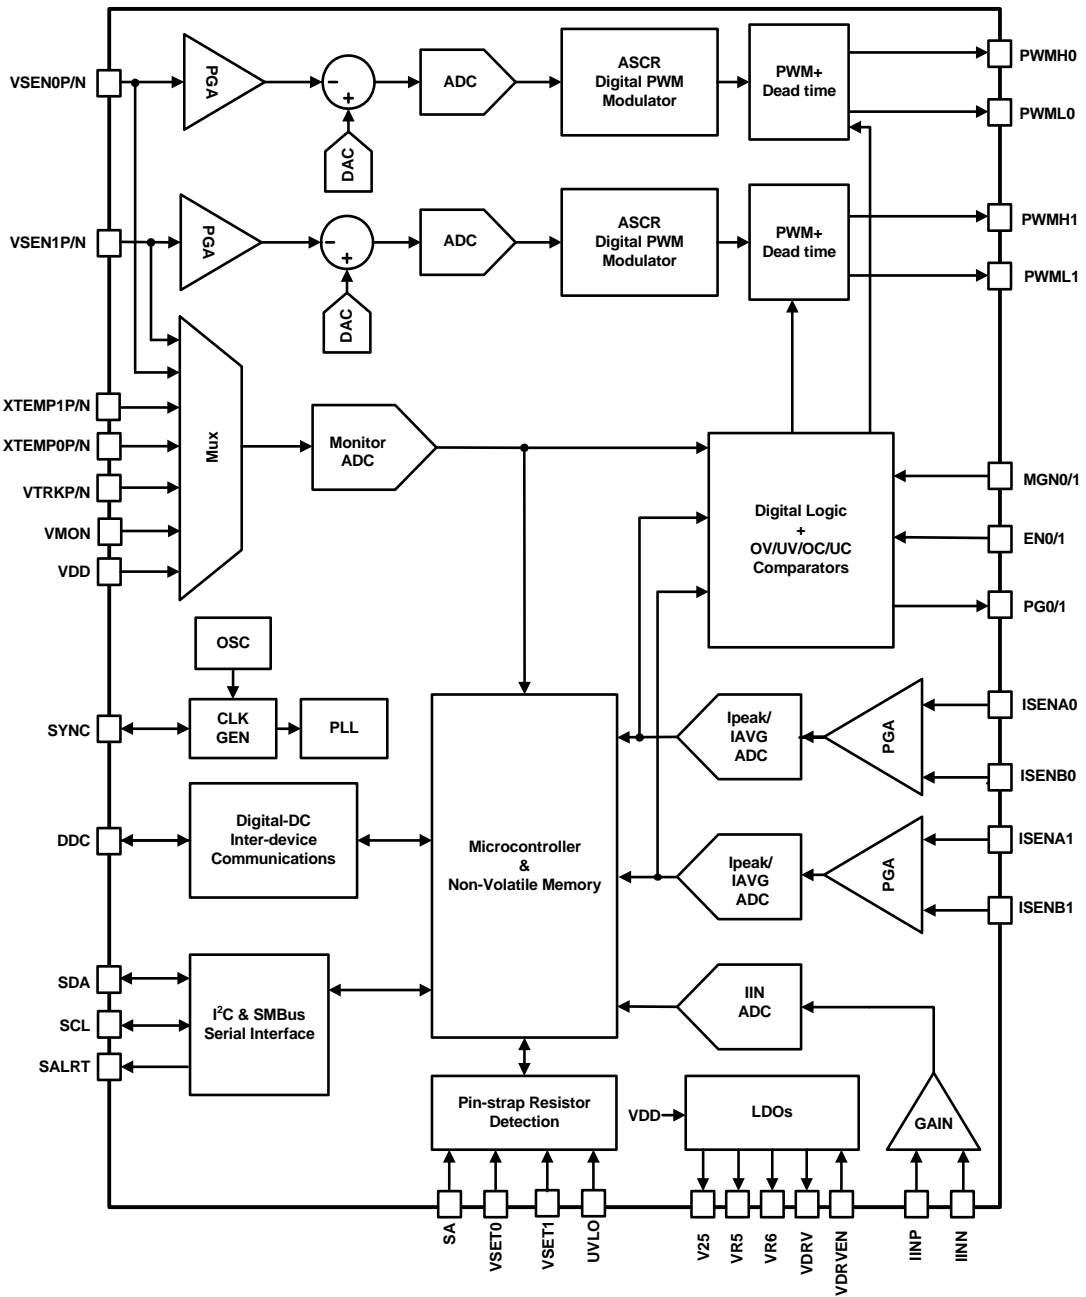 VSEN0P/N
PGA
−
+
DAC
ADC
ASCR
Digital PWM
Modulator
PWM+
Dead time
PWMH0
PWML0
VSEN1P/N
PGA
−
+
DAC
ADC
ASCR
Digital PWM
Modulator
PWM+
Dead time
PWMH1
PWML1
XTEMP1P/N
XTEMP0P/N
VTRKP/N
VMON
VDD
Mux
Monitor
ADC
Digital Logic
+
OV/UV/OC/UC
Comparators
MGN0/1
EN0/1
PG0/1
OSC
SYNC
CLK
GEN
PLL
DDC
Digital-DC
Inter-device
Communications
Microcontroller
&
Non-Volatile Memory
Ipeak/
IAVG
ADC
PGA
ISENA0
ISENB0
Ipeak/
IAVG
ADC
PGA
ISENA1
ISENB1
SDA
SCL
SALRT
I2C & SMBus
Serial Interface
IIN
ADC
GAIN
Pin-strap Resistor
Detection
VDD
LDOs
SA
VSET0
VSET1
UVLO
V25
VR5
VR6
VDRV
VDRVEN
IINP
IINN